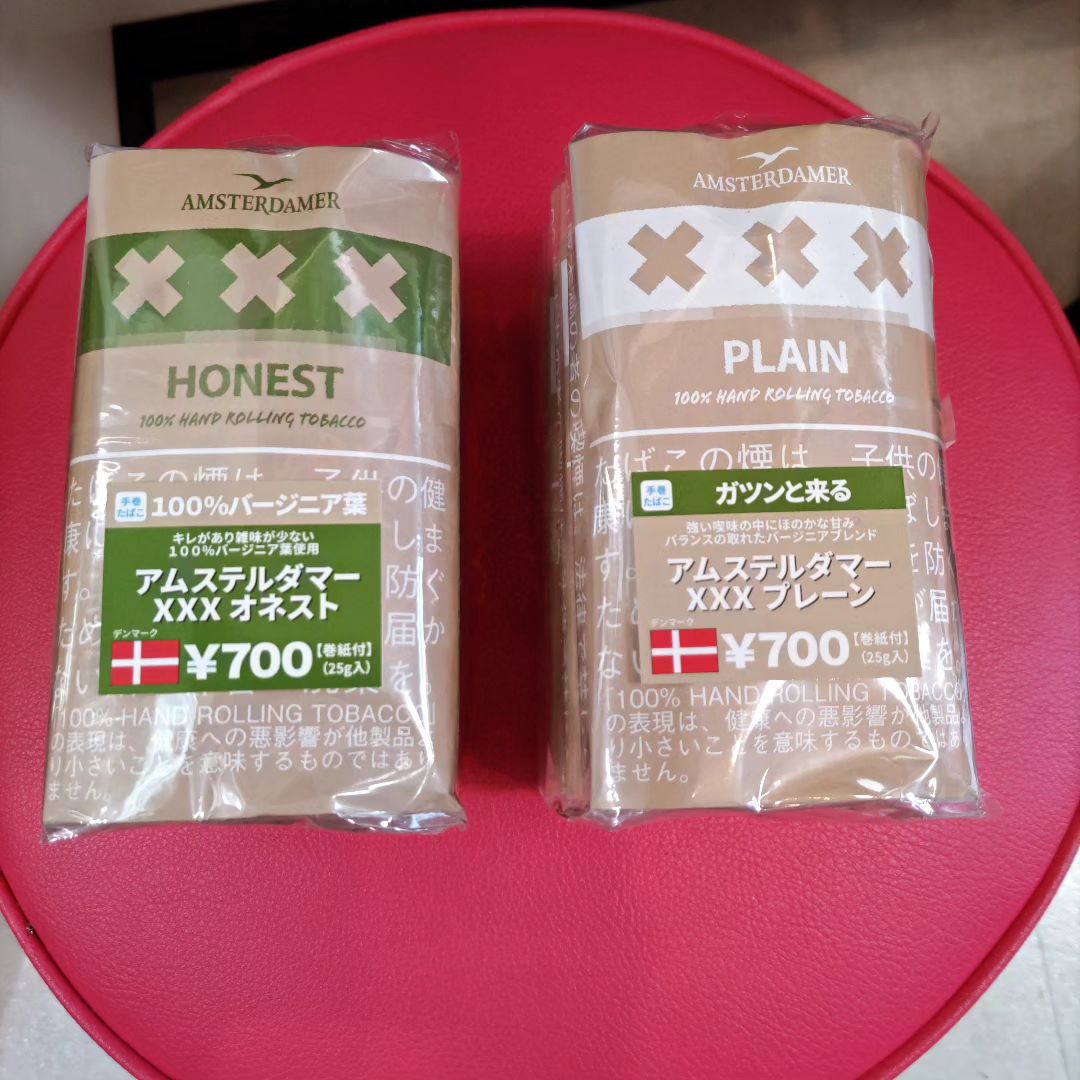 AMSTERDAMER
HONEST
100% HAND ROLLING TOBACCO
手巻
たばこ
100%バージニア葉
キレがあり雑味が少ない
100%バージニア葉使用
アムステルダマー
XXX オネスト
デンマーク
¥700
【巻紙付】
(25g入)
「100% HAND ROLLING TOBACCO」
の表現は、健康への悪影響が他製品よ
り小さいことを意味するものではあり
ません。
AMSTERDAMER
PLAIN
100% HAND ROLLING TOBACCO
たばこの煙は、子供の
手巻
たばこ
ガツンと来る
強い喫味の中にほのかな甘み
バランスの取れたバージニアブレンド
アムステルダマー
XXX プレーン
デンマーク
¥700
【巻紙付】
(25g入)
「100% HAND ROLLING TOBACCO」
の表現は、健康への悪影響が他製品よ
り小さいことを意味するものではあ
ません。